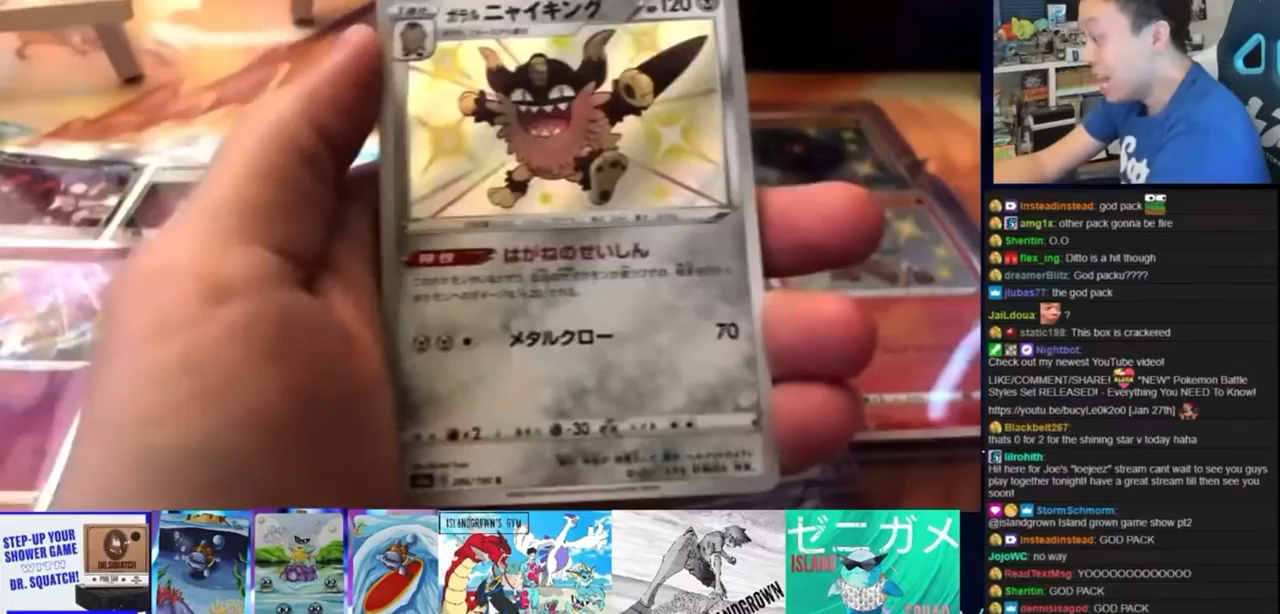 ガラル ニャイキング
120
特性
はがねのせいしん
メタルクロー
70
×2
-30
Insteadinstead: god pack
amg1x: other pack gonna be fire
Sheritin: O.O
flex_ing: Ditto is a hit though
dreamerBlitz: God packu????
jlubas77: the god pack
JaiLdoua: ?
static198: This box is crackered
Nightbot:
Check out my newest YouTube video!
LIKE/COMMENT/SHARE! *NEW* Pokemon Battle
Styles Set RELEASED! - Everything You NEED To Know!
https://youtu.be/bucyLe0k2o0 [Jan 27th]
Blackbelt267:
thats 0 for 2 for the shining star v today haha
lilrohith:
Hi! here for Joe's "loejeez" stream cant wait to see you guys
play together tonight! have a great stream till then see you
soon!
StormSchmorm:
@islandgrown Island grown game show pt2
Insteadinstead: GOD PACK
JojoWC: no way
ReadTextMsg: YOOOOOOOOOOOOO
Sheritin: GOD PACK
dennisisagod: GOD PACK
STEP-UP YOUR
SHOWER GAME
WITH
DR. SQUATCH!
DR.SQUATCH
PINE TAR
ISLANDGROWN'S GYM
ANDGROWN
ゼニガメ
ISLAND
SQUAD